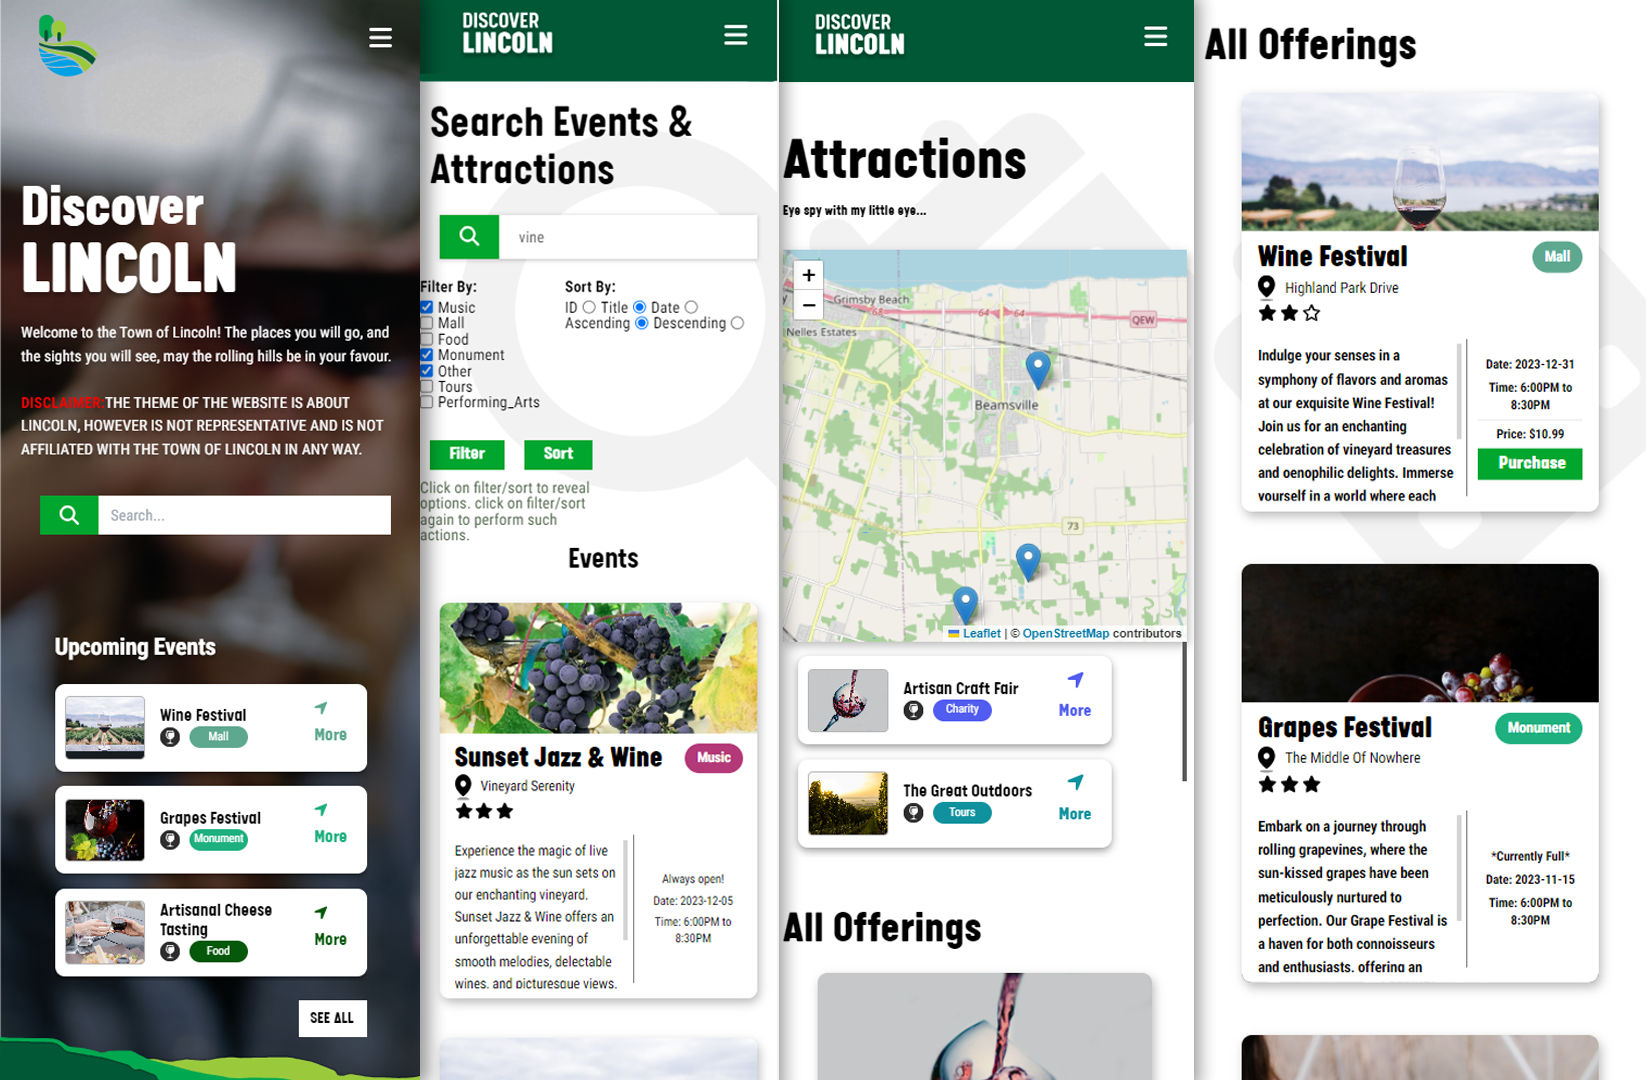 Discover
LINCOLN
Welcome to the Town of Lincoln! The places you will go, and
the sights you will see, may the rolling hills be in your favour.
DISCLAIMER:THE THEME OF THE WEBSITE IS ABOUT
LINCOLN, HOWEVER IS NOT REPRESENTATIVE AND IS NOT
AFFILIATED WITH THE TOWN OF LINCOLN IN ANY WAY.
Search...
Upcoming Events
Wine Festival
Mall
More
Grapes Festival
Monument
More
Artisanal Cheese
Tasting
Food
More
SEE ALL
DISCOVER
LINCOLN
Search Events &
Attractions
vine
Filter By:
Music
Mall
Food
Monument
Other
Tours
Performing_Arts
Sort By:
ID Title Date
Ascending Descending
Filter Sort
Click on filter/sort to reveal
options. click on filter/sort
again to perform such
actions.
Events
Sunset Jazz & Wine
Music
Vineyard Serenity
Experience the magic of live
jazz music as the sun sets on
our enchanting vineyard.
Sunset Jazz & Wine offers an
unforgettable evening of
smooth melodies, delectable
wines, and picturesque views.
Always open!
Date: 2023-12-05
Time: 6:00PM to
8:30PM
DISCOVER
LINCOLN
Attractions
Eye spy with my little eye...
+
−
Grimsby Beach
Nelles Estates
64
64
QEW
Beamsville
73
Leaflet | © OpenStreetMap contributors
Artisan Craft Fair
Charity
More
The Great Outdoors
Tours
More
All Offerings
All Offerings
Wine Festival
Mall
Highland Park Drive
Indulge your senses in a
symphony of flavors and aromas
at our exquisite Wine Festival!
Join us for an enchanting
celebration of vineyard treasures
and oenophilic delights. Immerse
yourself in a world where each
Date: 2023-12-31
Time: 6:00PM to
8:30PM
Price: $10.99
Purchase
Grapes Festival
Monument
The Middle Of Nowhere
Embark on a journey through
rolling grapevines, where the
sun-kissed grapes have been
meticulously nurtured to
perfection. Our Grape Festival is
a haven for both connoisseurs
and enthusiasts, offering an
*Currently Full*
Date: 2023-11-15
Time: 6:00PM to
8:30PM